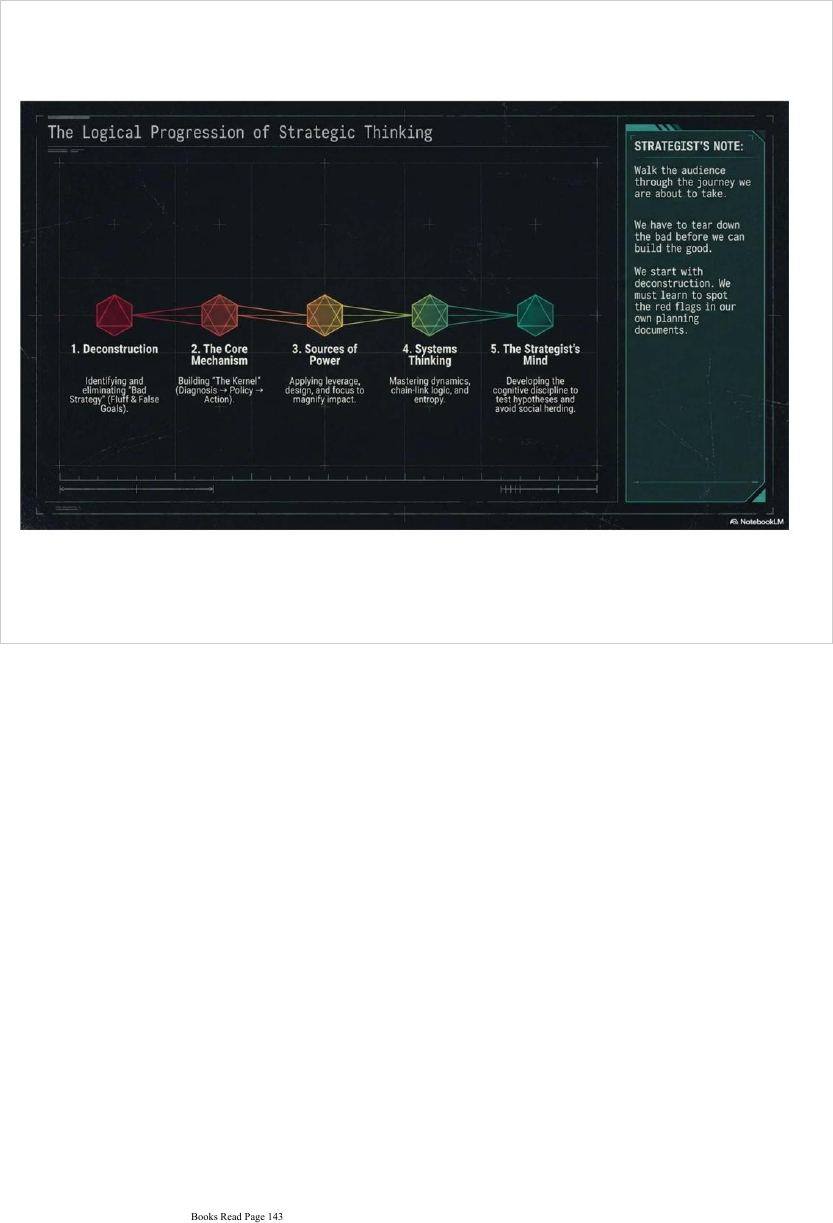 The Logical Progression of Strategic Thinking
1. Deconstruction
Identifying and
eliminating "Bad
Strategy" (Fluff & False
Goals).
2. The Core
Mechanism
Building "The Kernel"
(Diagnosis → Policy →
Action).
3. Sources of
Power
Applying leverage,
design, and focus to
magnify impact.
4. Systems
Thinking
Mastering dynamics,
chain-link logic, and
entropy.
5. The Strategist's
Mind
Developing the
cognitive discipline to
test hypotheses and
avoid social herding.
STRATEGIST'S NOTE:
Walk the audience
through the journey we
are about to take.
We have to tear down
the bad before we can
build the good.
We start with
deconstruction. We
must learn to spot
the red flags in our
own planning
documents.
NotebookLM
Books Read Page 143